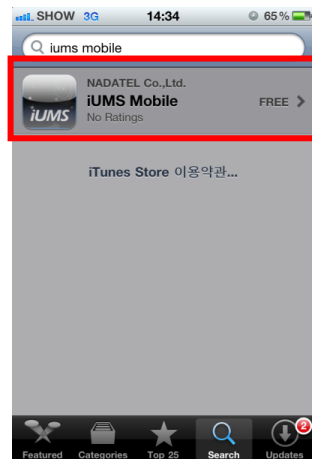 SHOW 3G 14:34 65%
iums mobile
NADATEL Co.,Ltd.
iUMS
iUMS Mobile
FREE
No Ratings
iTunes Store 이용약관...
2
Featured Categories Top 25 Search Updates